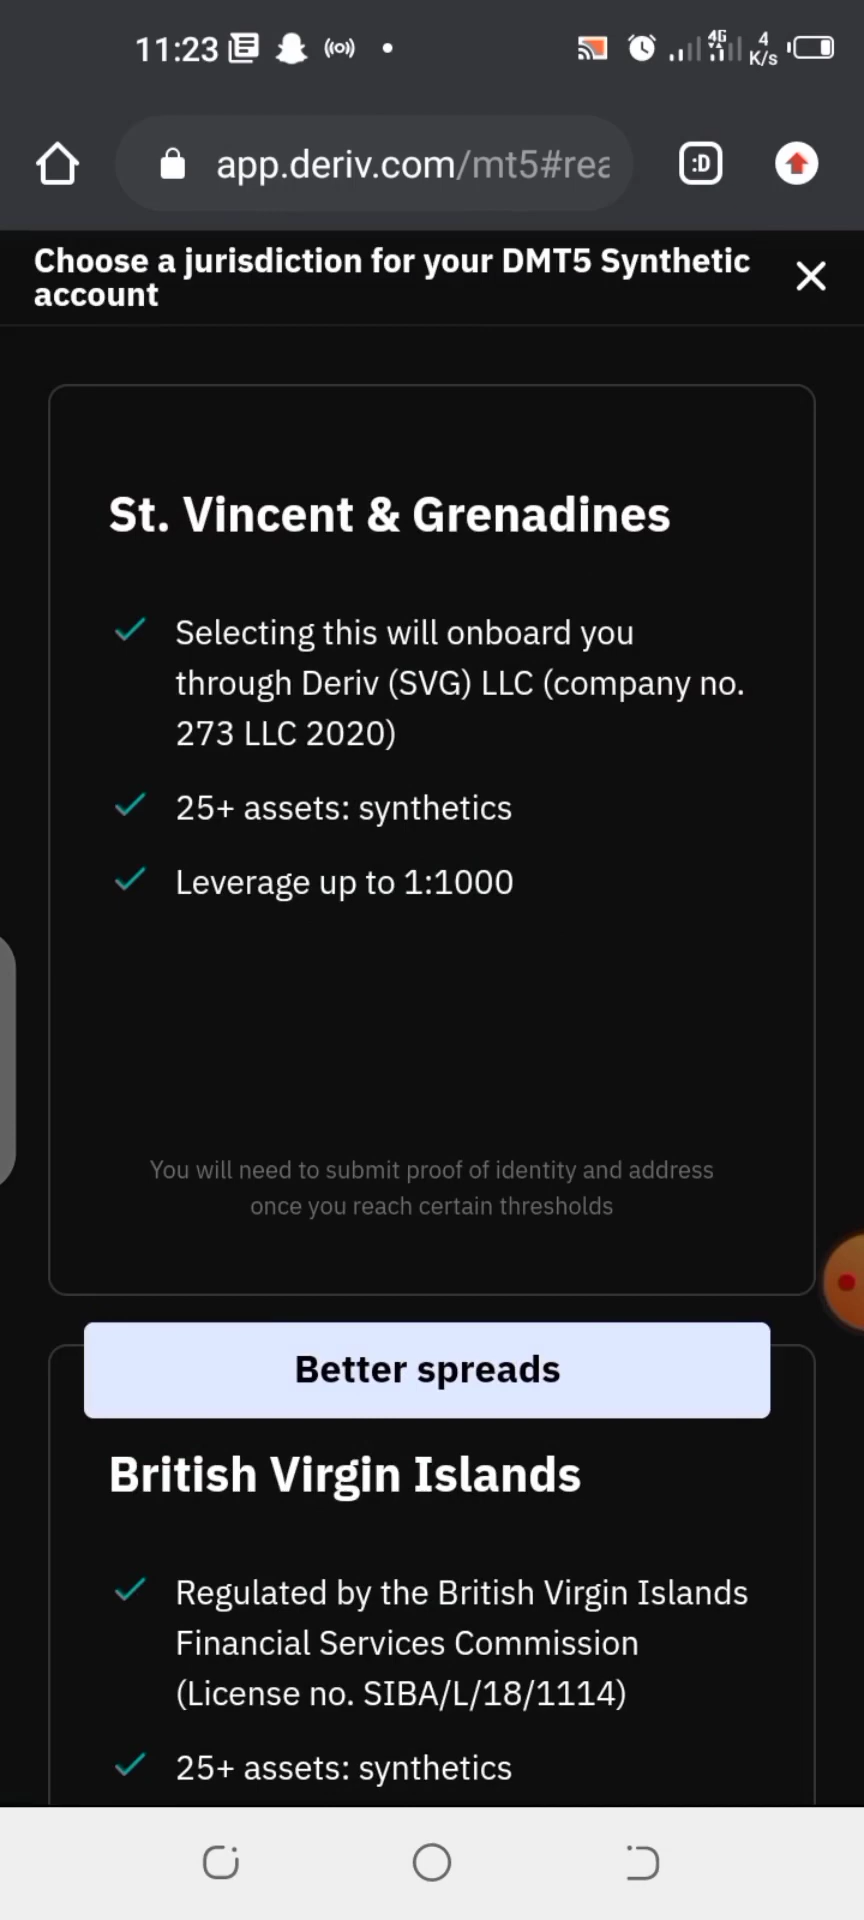 11:23
4G
4
K/s
app.deriv.com/mt5#rea
:D
Choose a jurisdiction for your DMT5 Synthetic
account
St. Vincent & Grenadines
Selecting this will onboard you
through Deriv (SVG) LLC (company no.
273 LLC 2020)
25+ assets: synthetics
Leverage up to 1:1000
You will need to submit proof of identity and address
once you reach certain thresholds
Better spreads
British Virgin Islands
Regulated by the British Virgin Islands
Financial Services Commission
(License no. SIBA/L/18/1114)
25+ assets: synthetics